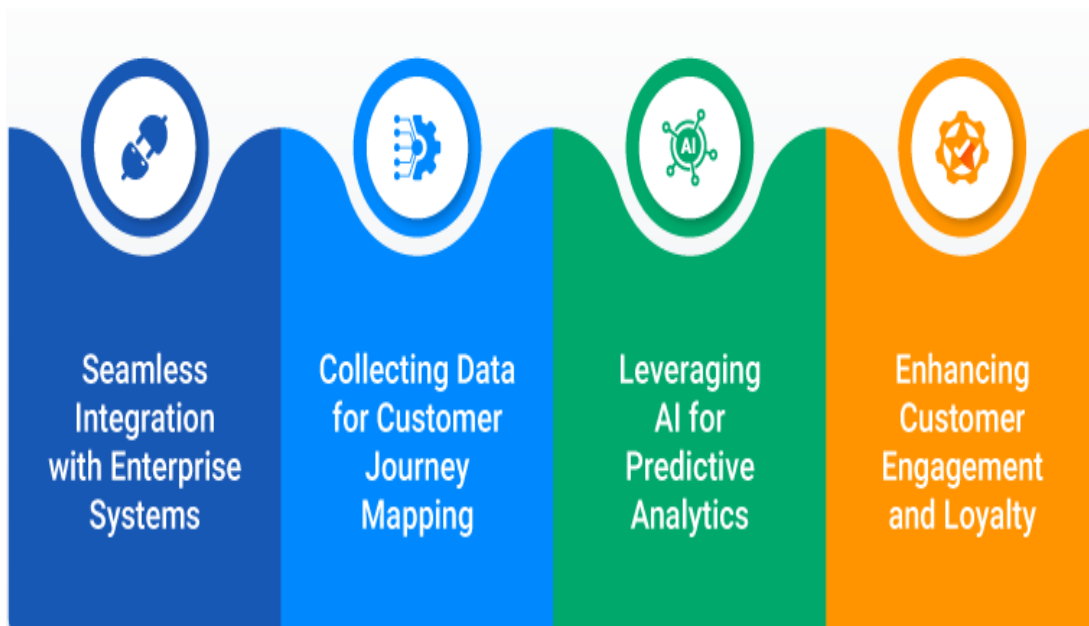 Seamless
Integration
with Enterprise
Systems
Collecting Data
for Customer
Journey
Mapping
AI
Leveraging
AI for
Predictive
Analytics
Enhancing
Customer
Engagement
and Loyalty